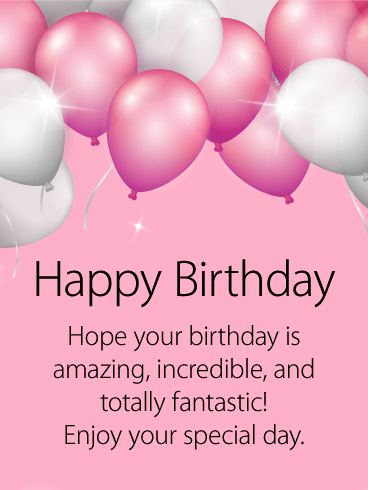 Happy Birthday
Hope your birthday is
amazing, incredible, and
totally fantastic!
Enjoy your special day.